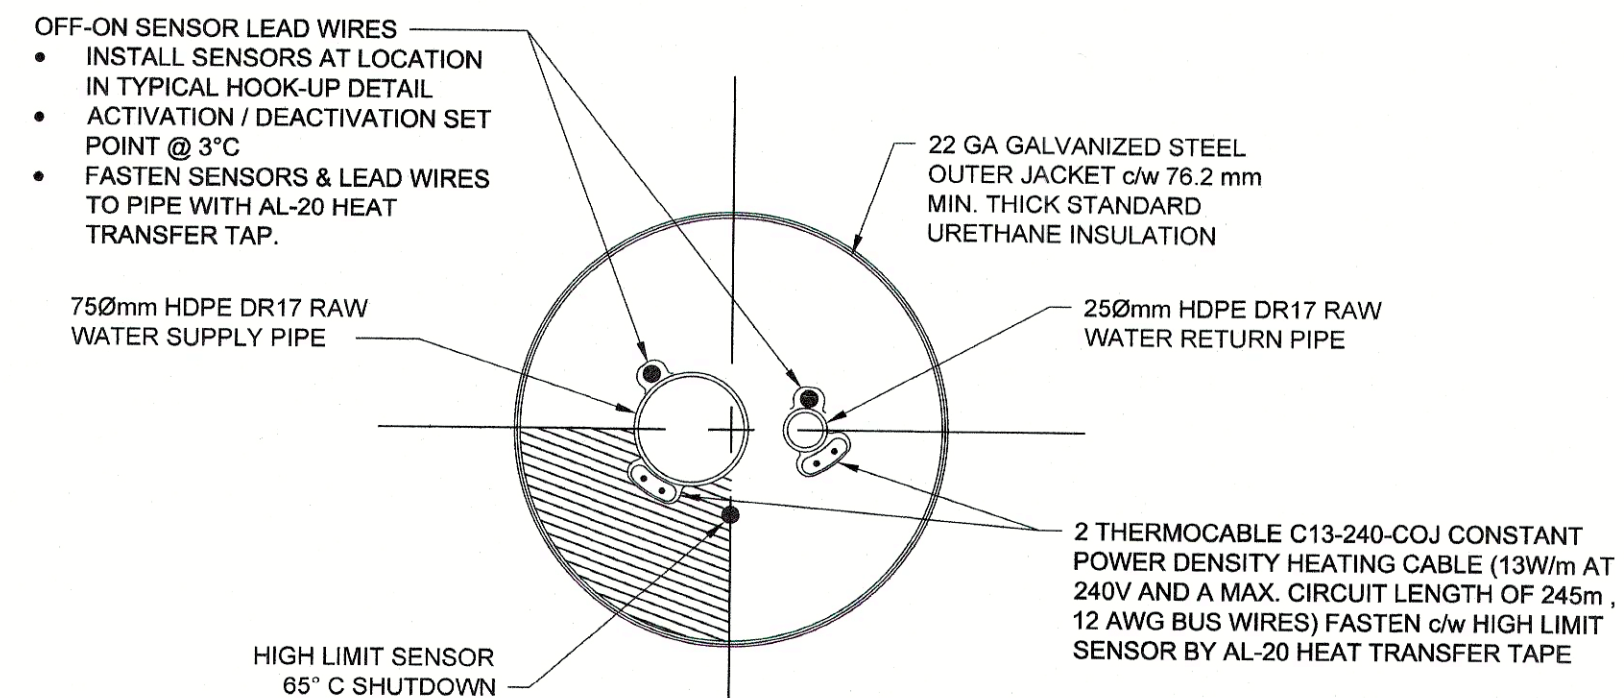 OFF-ON SENSOR LEAD WIRES
• INSTALL SENSORS AT LOCATION
IN TYPICAL HOOK-UP DETAIL
• ACTIVATION / DEACTIVATION SET
POINT @ 3°C
• FASTEN SENSORS & LEAD WIRES
TO PIPE WITH AL-20 HEAT
TRANSFER TAP.
22 GA GALVANIZED STEEL
OUTER JACKET c/w 76.2 mm
MIN. THICK STANDARD
URETHANE INSULATION
75Ømm HDPE DR17 RAW
WATER SUPPLY PIPE
25Ømm HDPE DR17 RAW
WATER RETURN PIPE
2 THERMOCABLE C13-240-COJ CONSTANT
POWER DENSITY HEATING CABLE (13W/m AT
240V AND A MAX. CIRCUIT LENGTH OF 245m ,
12 AWG BUS WIRES) FASTEN c/w HIGH LIMIT
SENSOR BY AL-20 HEAT TRANSFER TAPE
HIGH LIMIT SENSOR
65° C SHUTDOWN